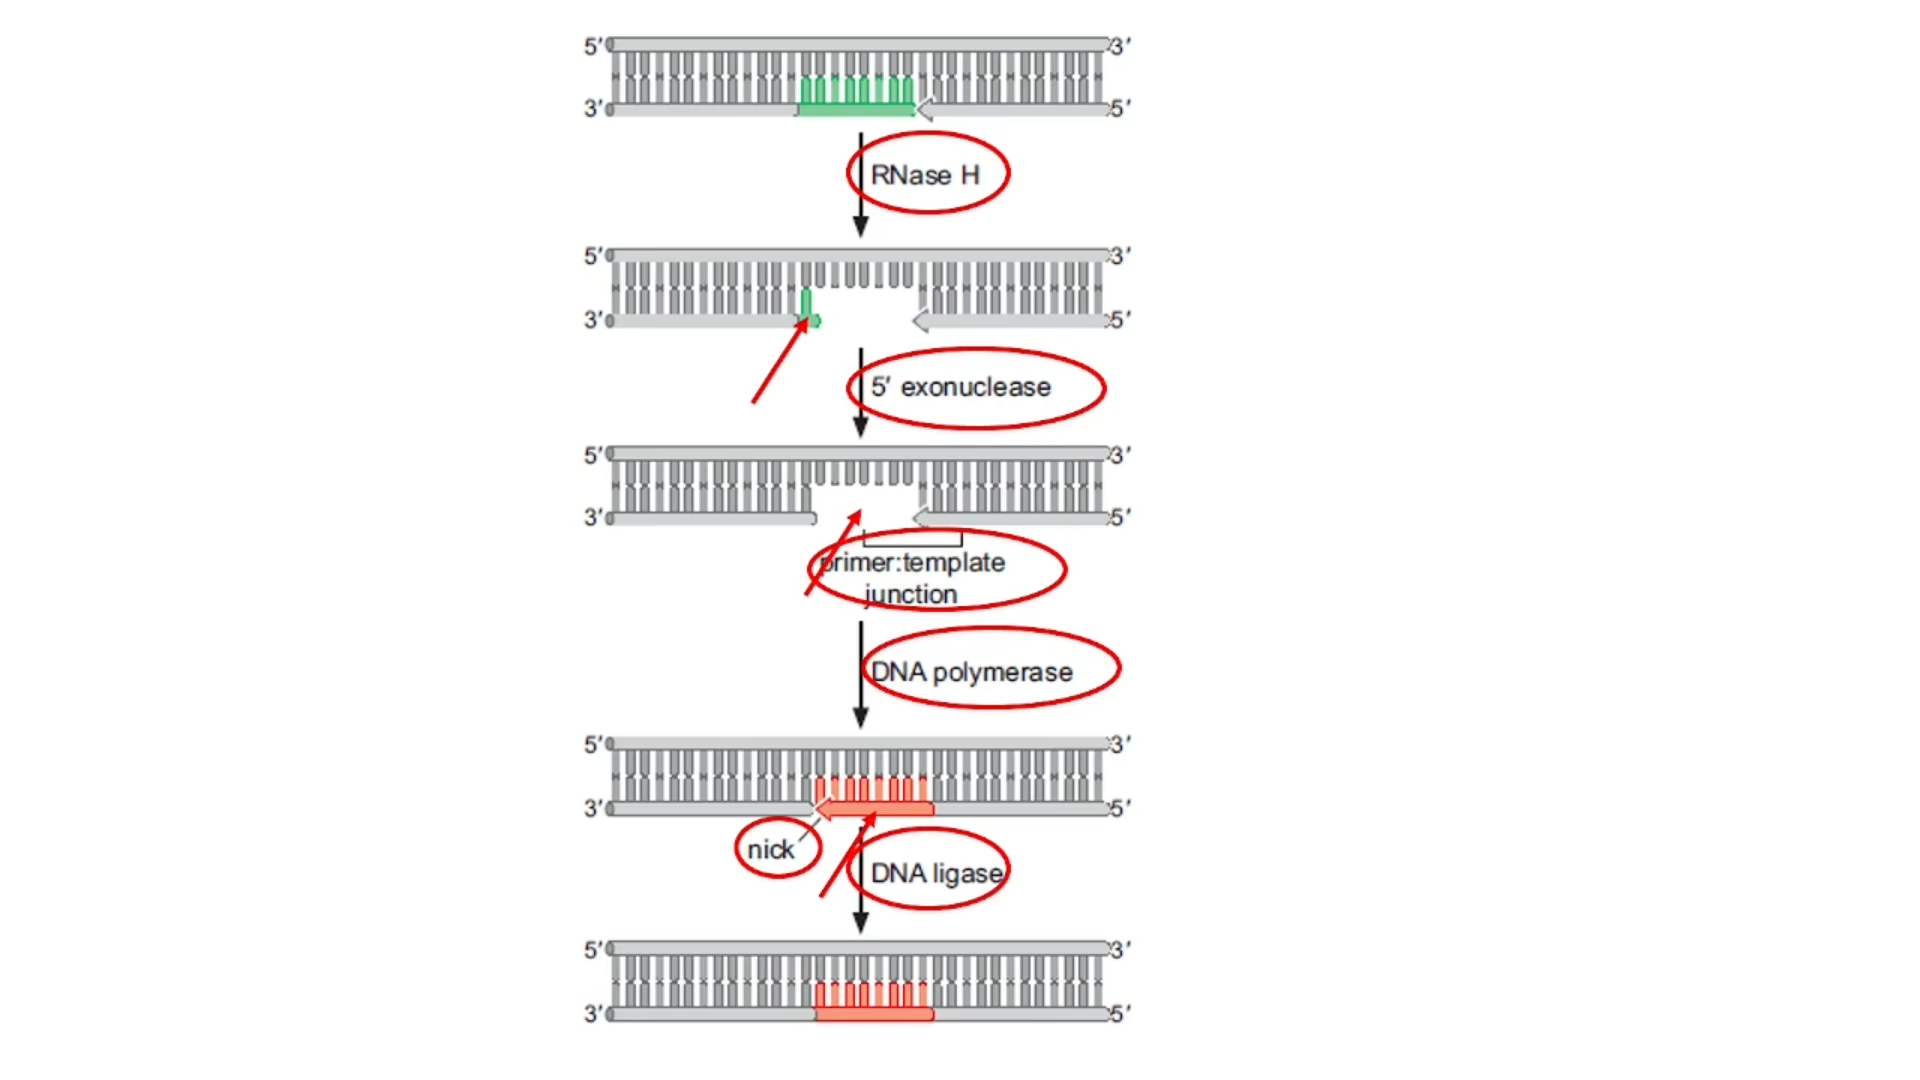 5′ 3′
3′ 5′
RNase H
5′ 3′
3′ 5′
5′ exonuclease
5′ 3′
3′ 5′
primer:template
junction
DNA polymerase
5′ 3′
3′ 5′
nick
DNA ligase
5′ 3′
3′ 5′